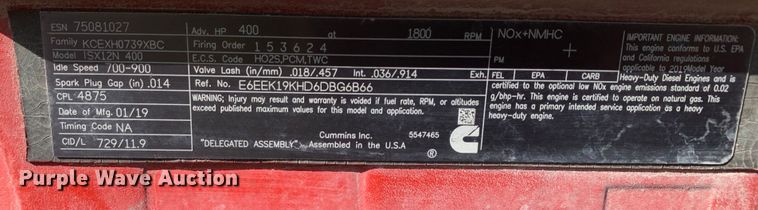 ESN 75081027
Family KCEXH0739XBC
Model ISX12N 400
Idle Speed 700-900
Spark Plug Gap (in) .014
CPL 4875
Date of Mfg. 01/19
Timing Code NA
CID/L 729/11.9
Adv. HP 400 at 1800 RPM
Firing Order 1 5 3 6 2 4
E.C.S. Code HO2S,PCM,TWC
Valve Lash (in/mm) .018/.457 Int. .036/.914
Ref. No. E6EEK19KHD6DBG6B66
WARNING: Injury may result and warranty is voided if fuel rate, RPM, or altitudes
exceed published maximum values for this model and application.
Cummins Inc. 5547465
"DELEGATED ASSEMBLY" Assembled in the U.S.A
®
NOx+NMHC
PM
EPA CARB
IMPORTANT ENGINE INFORMATION
This engine conforms to U.S. EPA
and California regulations
applicable to 2019 Model Year
Heavy-Duty Diesel Engines and is
certified to the optional low NOx engine emissions standard of 0.02
g/bhp-hr. This engine is certified to operate on natural gas. This
engine has a primary intended service application as a heavy
heavy-duty engine.
Purple Wave Auction